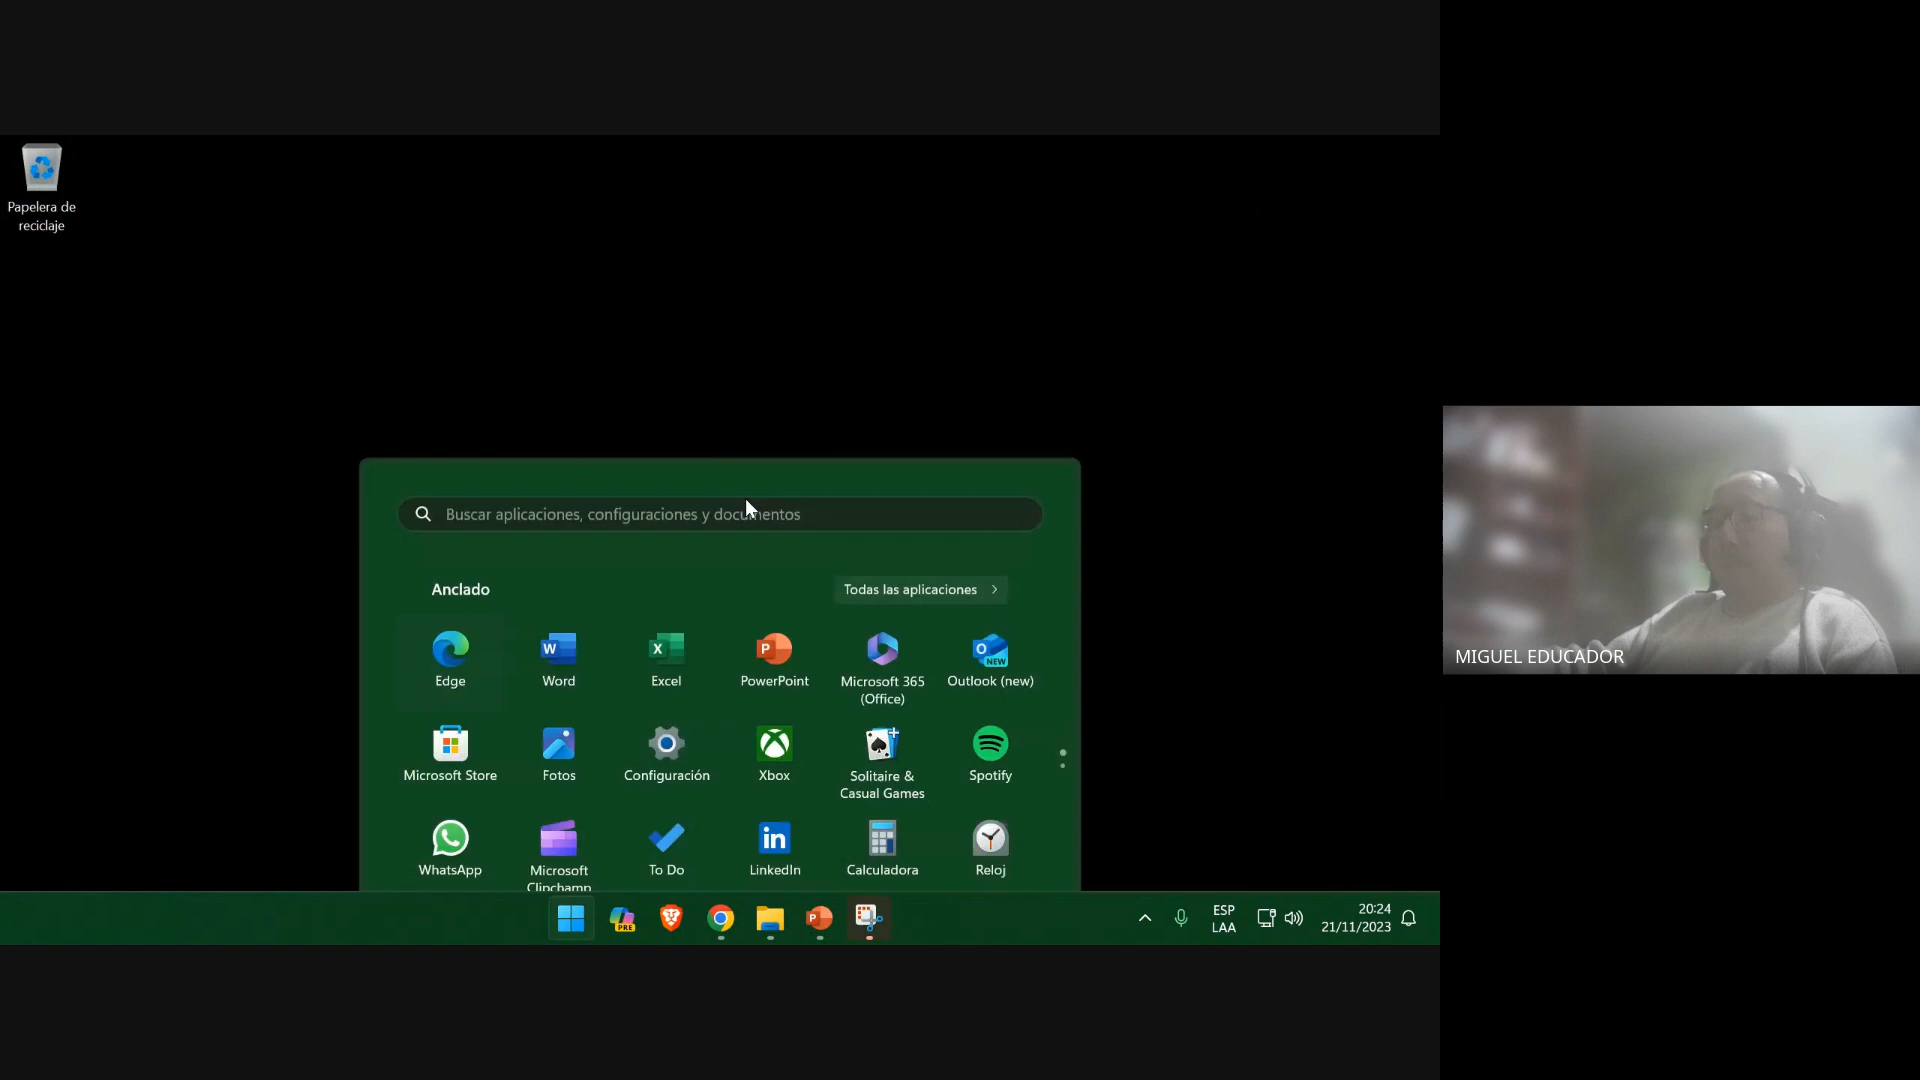 Papelera de
reciclaje
Buscar aplicaciones, configuraciones y documentos
Anclado
Todas las aplicaciones
Edge
Word
Excel
PowerPoint
Microsoft 365
(Office)
Outlook (new)
Microsoft Store
Fotos
Configuración
Xbox
Solitaire &
Casual Games
Spotify
WhatsApp
Microsoft
Clipchamp
To Do
LinkedIn
Calculadora
Reloj
MIGUEL EDUCADOR
PRE
ESP
LAA
20:24
21/11/2023